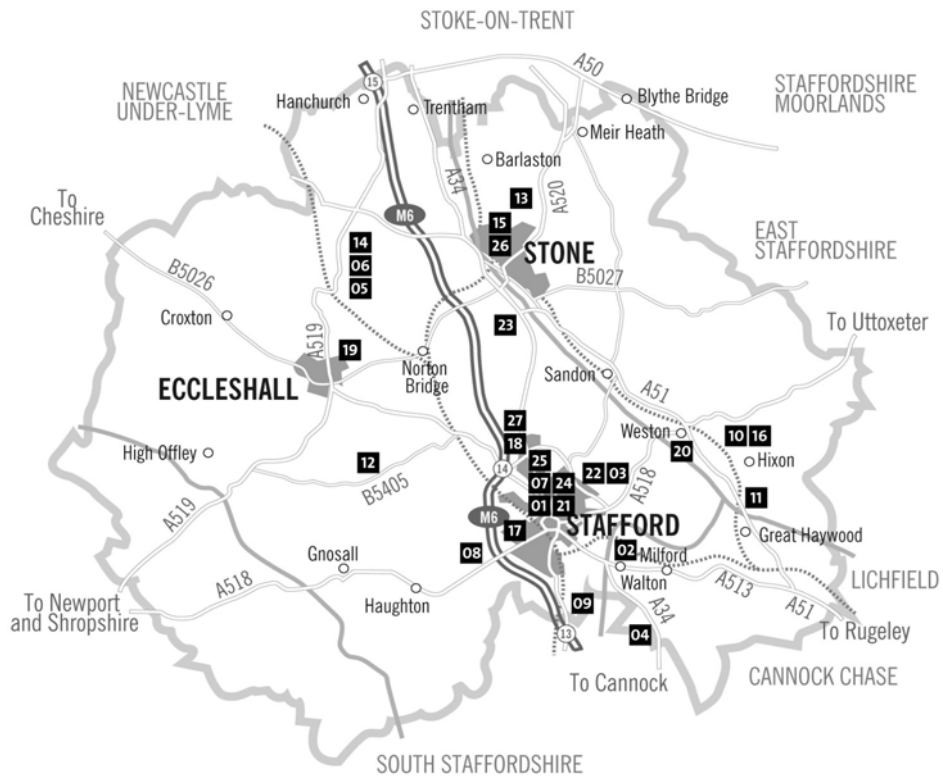 STOKE-ON-TRENT
A50
15
NEWCASTLE
UNDER-LYME
STAFFORDSHIRE
MOORLANDS
Hanchurch
Trentham
Blythe Bridge
Meir Heath
Barlaston
A34
A520
13
To
Cheshire
M6
15
26
STONE
EAST
STAFFORDSHIRE
14
06
05
B5026
B5027
Croxton
A519
19
23
To Uttoxeter
Norton
Bridge
ECCLESHALL
Sandon
A51
27
18
Weston
20
10 16
Hixon
High Offley
12
B5405
14
25
07 24
01 21
22 03
A518
11
A519
M6
17
STAFFORD
Great Haywood
Gnosall
08
02
Milford
Walton
A518
Haughton
A513
LICHFIELD
To Newport
and Shropshire
09
A34
A51
13
04
To Rugeley
To Cannock
CANNOCK CHASE
SOUTH STAFFORDSHIRE